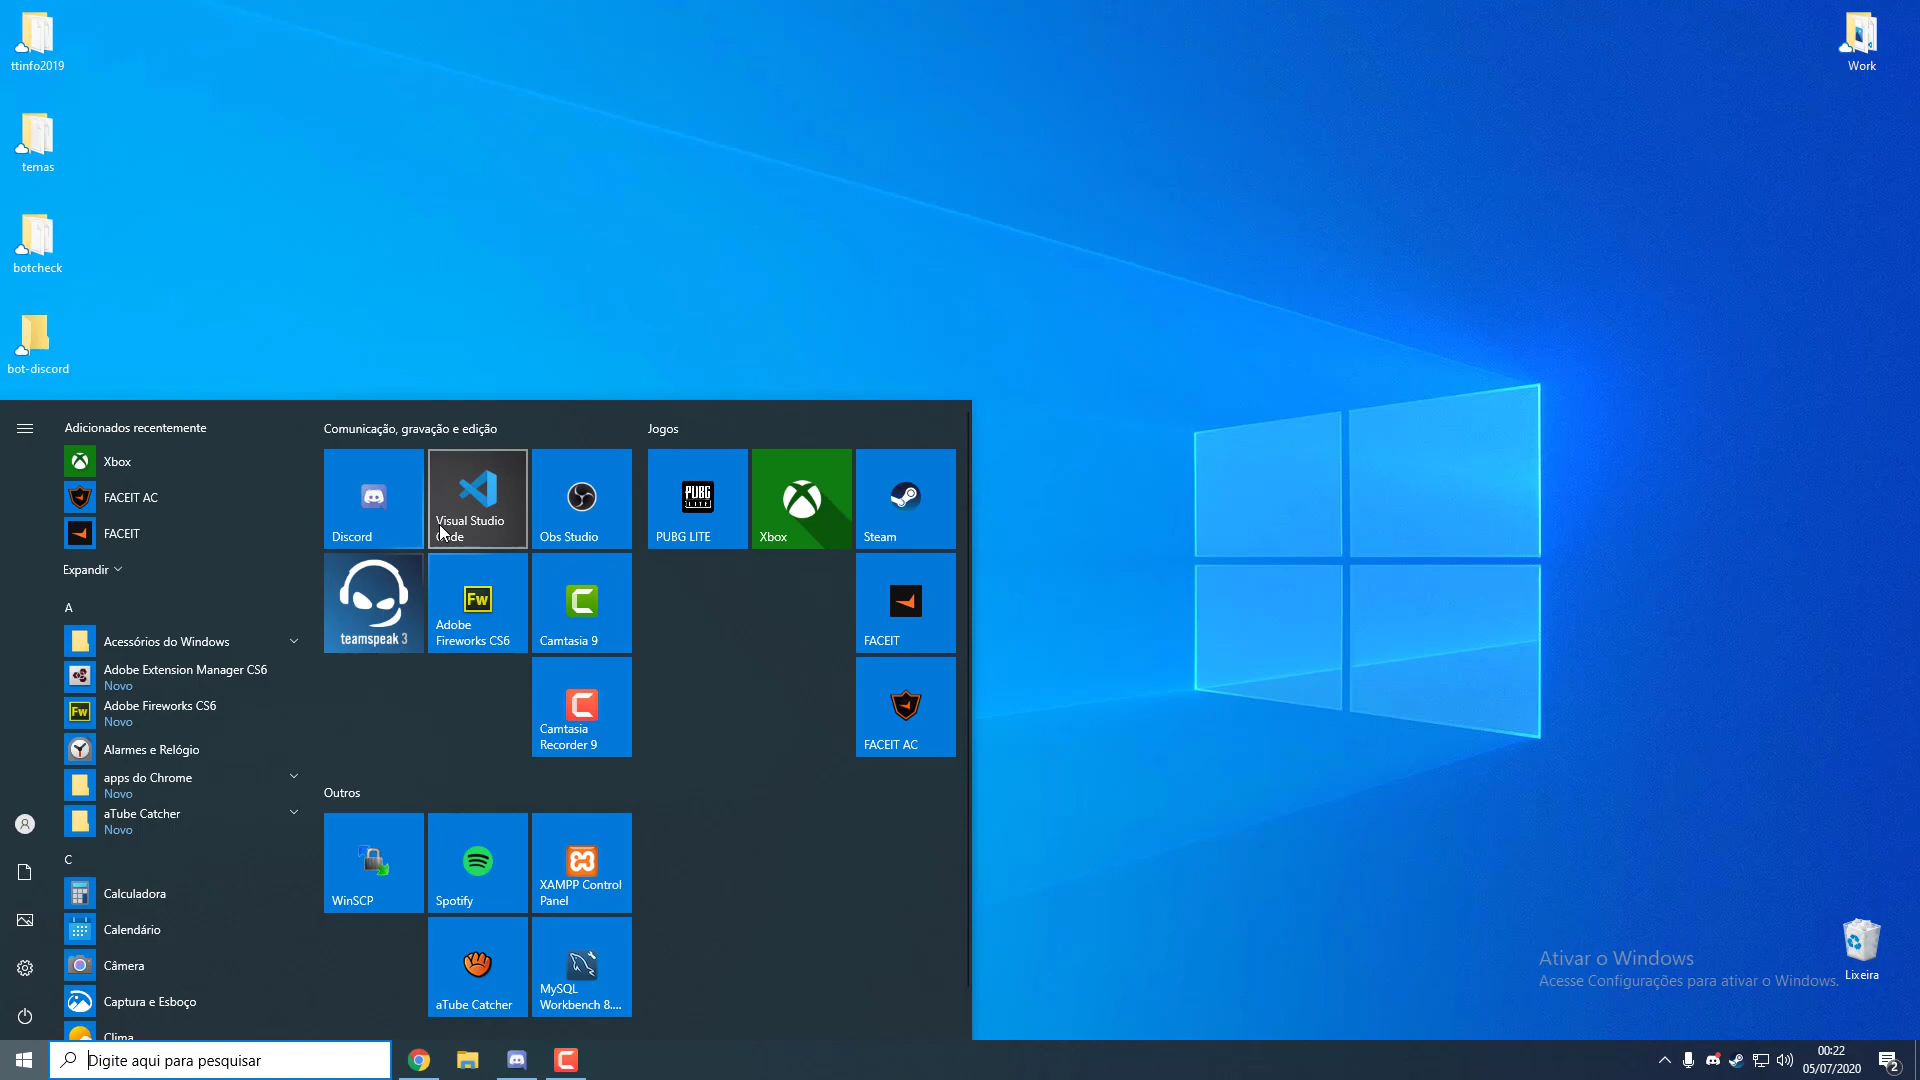 ttinfo2019
temas
botcheck
bot-discord
Work
Adicionados recentemente
Xbox
FACEIT AC
FACEIT
Expandir
A
Acessórios do Windows
Adobe Extension Manager CS6
Novo
Adobe Fireworks CS6
Novo
Alarmes e Relógio
apps do Chrome
Novo
aTube Catcher
Novo
C
Calculadora
Calendário
Câmera
Captura e Esboço
Clima
Comunicação, gravação e edição
Discord
Visual Studio
Code
Obs Studio
teamspeak 3
Fw
Adobe
Fireworks CS6
Camtasia 9
Camtasia
Recorder 9
Jogos
PUBG
LITE
PUBG LITE
Xbox
Steam
FACEIT
FACEIT AC
Outros
WinSCP
Spotify
XAMPP Control
Panel
aTube Catcher
MySQL
Workbench 8....
Ativar o Windows
Acesse Configurações para ativar o Windows.
Lixeira
Digite aqui para pesquisar
00:22
05/07/2020
2